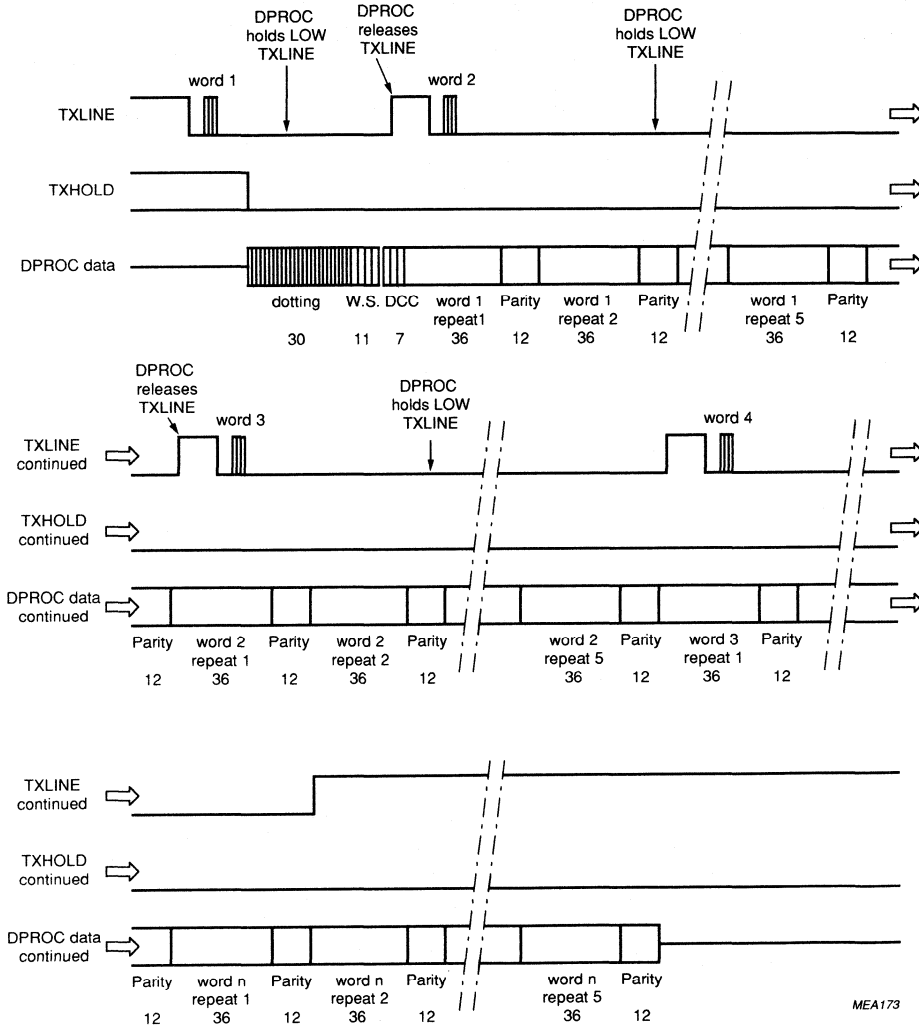 DPROC
holds LOW
TXLINE
DPROC
releases
TXLINE
DPROC
holds LOW
TXLINE
word 1
word 2
TXLINE
TXHOLD
DPROC data
dotting W.S. DCC word 1 Parity word 1 Parity word 1 Parity
repeat1 repeat 2 repeat 5
30 11 7 36 12 36 12 36 12
DPROC
releases
TXLINE
DPROC
holds LOW
TXLINE
word 3
word 4
TXLINE
continued
TXHOLD
continued
DPROC data
continued
Parity word 2 Parity word 2 Parity word 2 Parity word 3 Parity
repeat 1 repeat 2 repeat 5 repeat 1
12 36 12 36 12 36 12 36 12
TXLINE
continued
TXHOLD
continued
DPROC data
continued
Parity word n Parity word n Parity word n Parity
repeat 1 repeat 2 repeat 5
12 36 12 36 12 36 12
MEA173